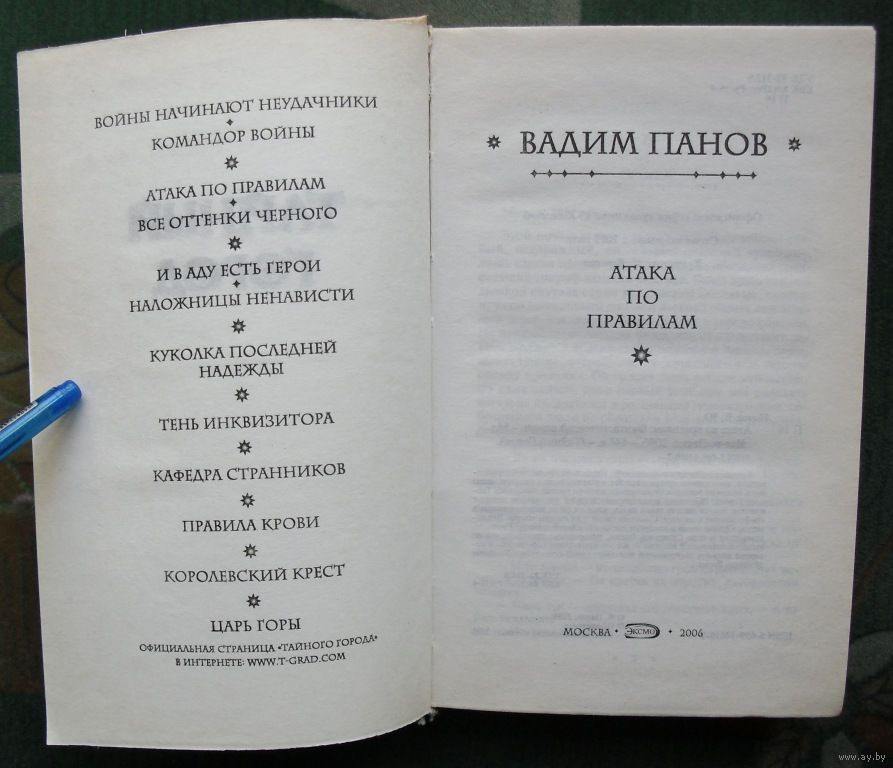 ВОЙНЫ НАЧИНАЮТ НЕУДАЧНИКИ
КОМАНДОР ВОЙНЫ
АТАКА ПО ПРАВИЛАМ
ВСЕ ОТТЕНКИ ЧЕРНОГО
И В АДУ ЕСТЬ ГЕРОИ
НАЛОЖНИЦЫ НЕНАВИСТИ
КУКОЛКА ПОСЛЕДНЕЙ
НАДЕЖДЫ
ТЕНЬ ИНКВИЗИТОРА
КАФЕДРА СТРАННИКОВ
ПРАВИЛА КРОВИ
КОРОЛЕВСКИЙ КРЕСТ
ЦАРЬ ГОРЫ
ОФИЦИАЛЬНАЯ СТРАНИЦА «ТАЙНОГО ГОРОДА»
В ИНТЕРНЕТЕ: WWW.T-GRAD.COM
ВАДИМ ПАНОВ
АТАКА
ПО
ПРАВИЛАМ
МОСКВА • ЭКСМО • 2006
www.ay.by